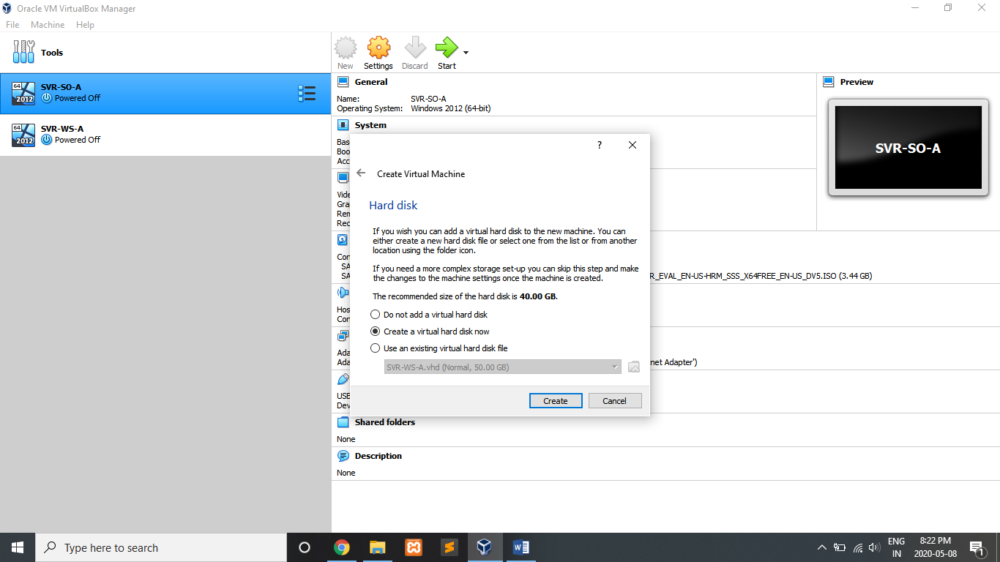 Oracle VM VirtualBox Manager
File Machine Help
Tools
New Settings Discard Start
64
2012
SVR-SO-A
Powered Off
64
2012
SVR-WS-A
Powered Off
General
Name: SVR-SO-A
Operating System: Windows 2012 (64-bit)
Preview
SVR-SO-A
System
Bas
Boo
Acc
Vide
Gra
Ren
Rec
Con
SA
SA
R_EVAL_EN-US-HRM_SSS_X64FREE_EN-US_DV5.ISO (3.44 GB)
Hos
Con
Ada
Ada
net Adapter')
USB
Dev
Shared folders
None
Description
None
?
Create Virtual Machine
Hard disk
If you wish you can add a virtual hard disk to the new machine. You can
either create a new hard disk file or select one from the list or from another
location using the folder icon.
If you need a more complex storage set-up you can skip this step and make
the changes to the machine settings once the machine is created.
The recommended size of the hard disk is 40.00 GB.
Do not add a virtual hard disk
Create a virtual hard disk now
Use an existing virtual hard disk file
SVR-WS-A.vhd (Normal, 50.00 GB)
Create Cancel
Type here to search
ENG
IN
8:22 PM
2020-05-08
1